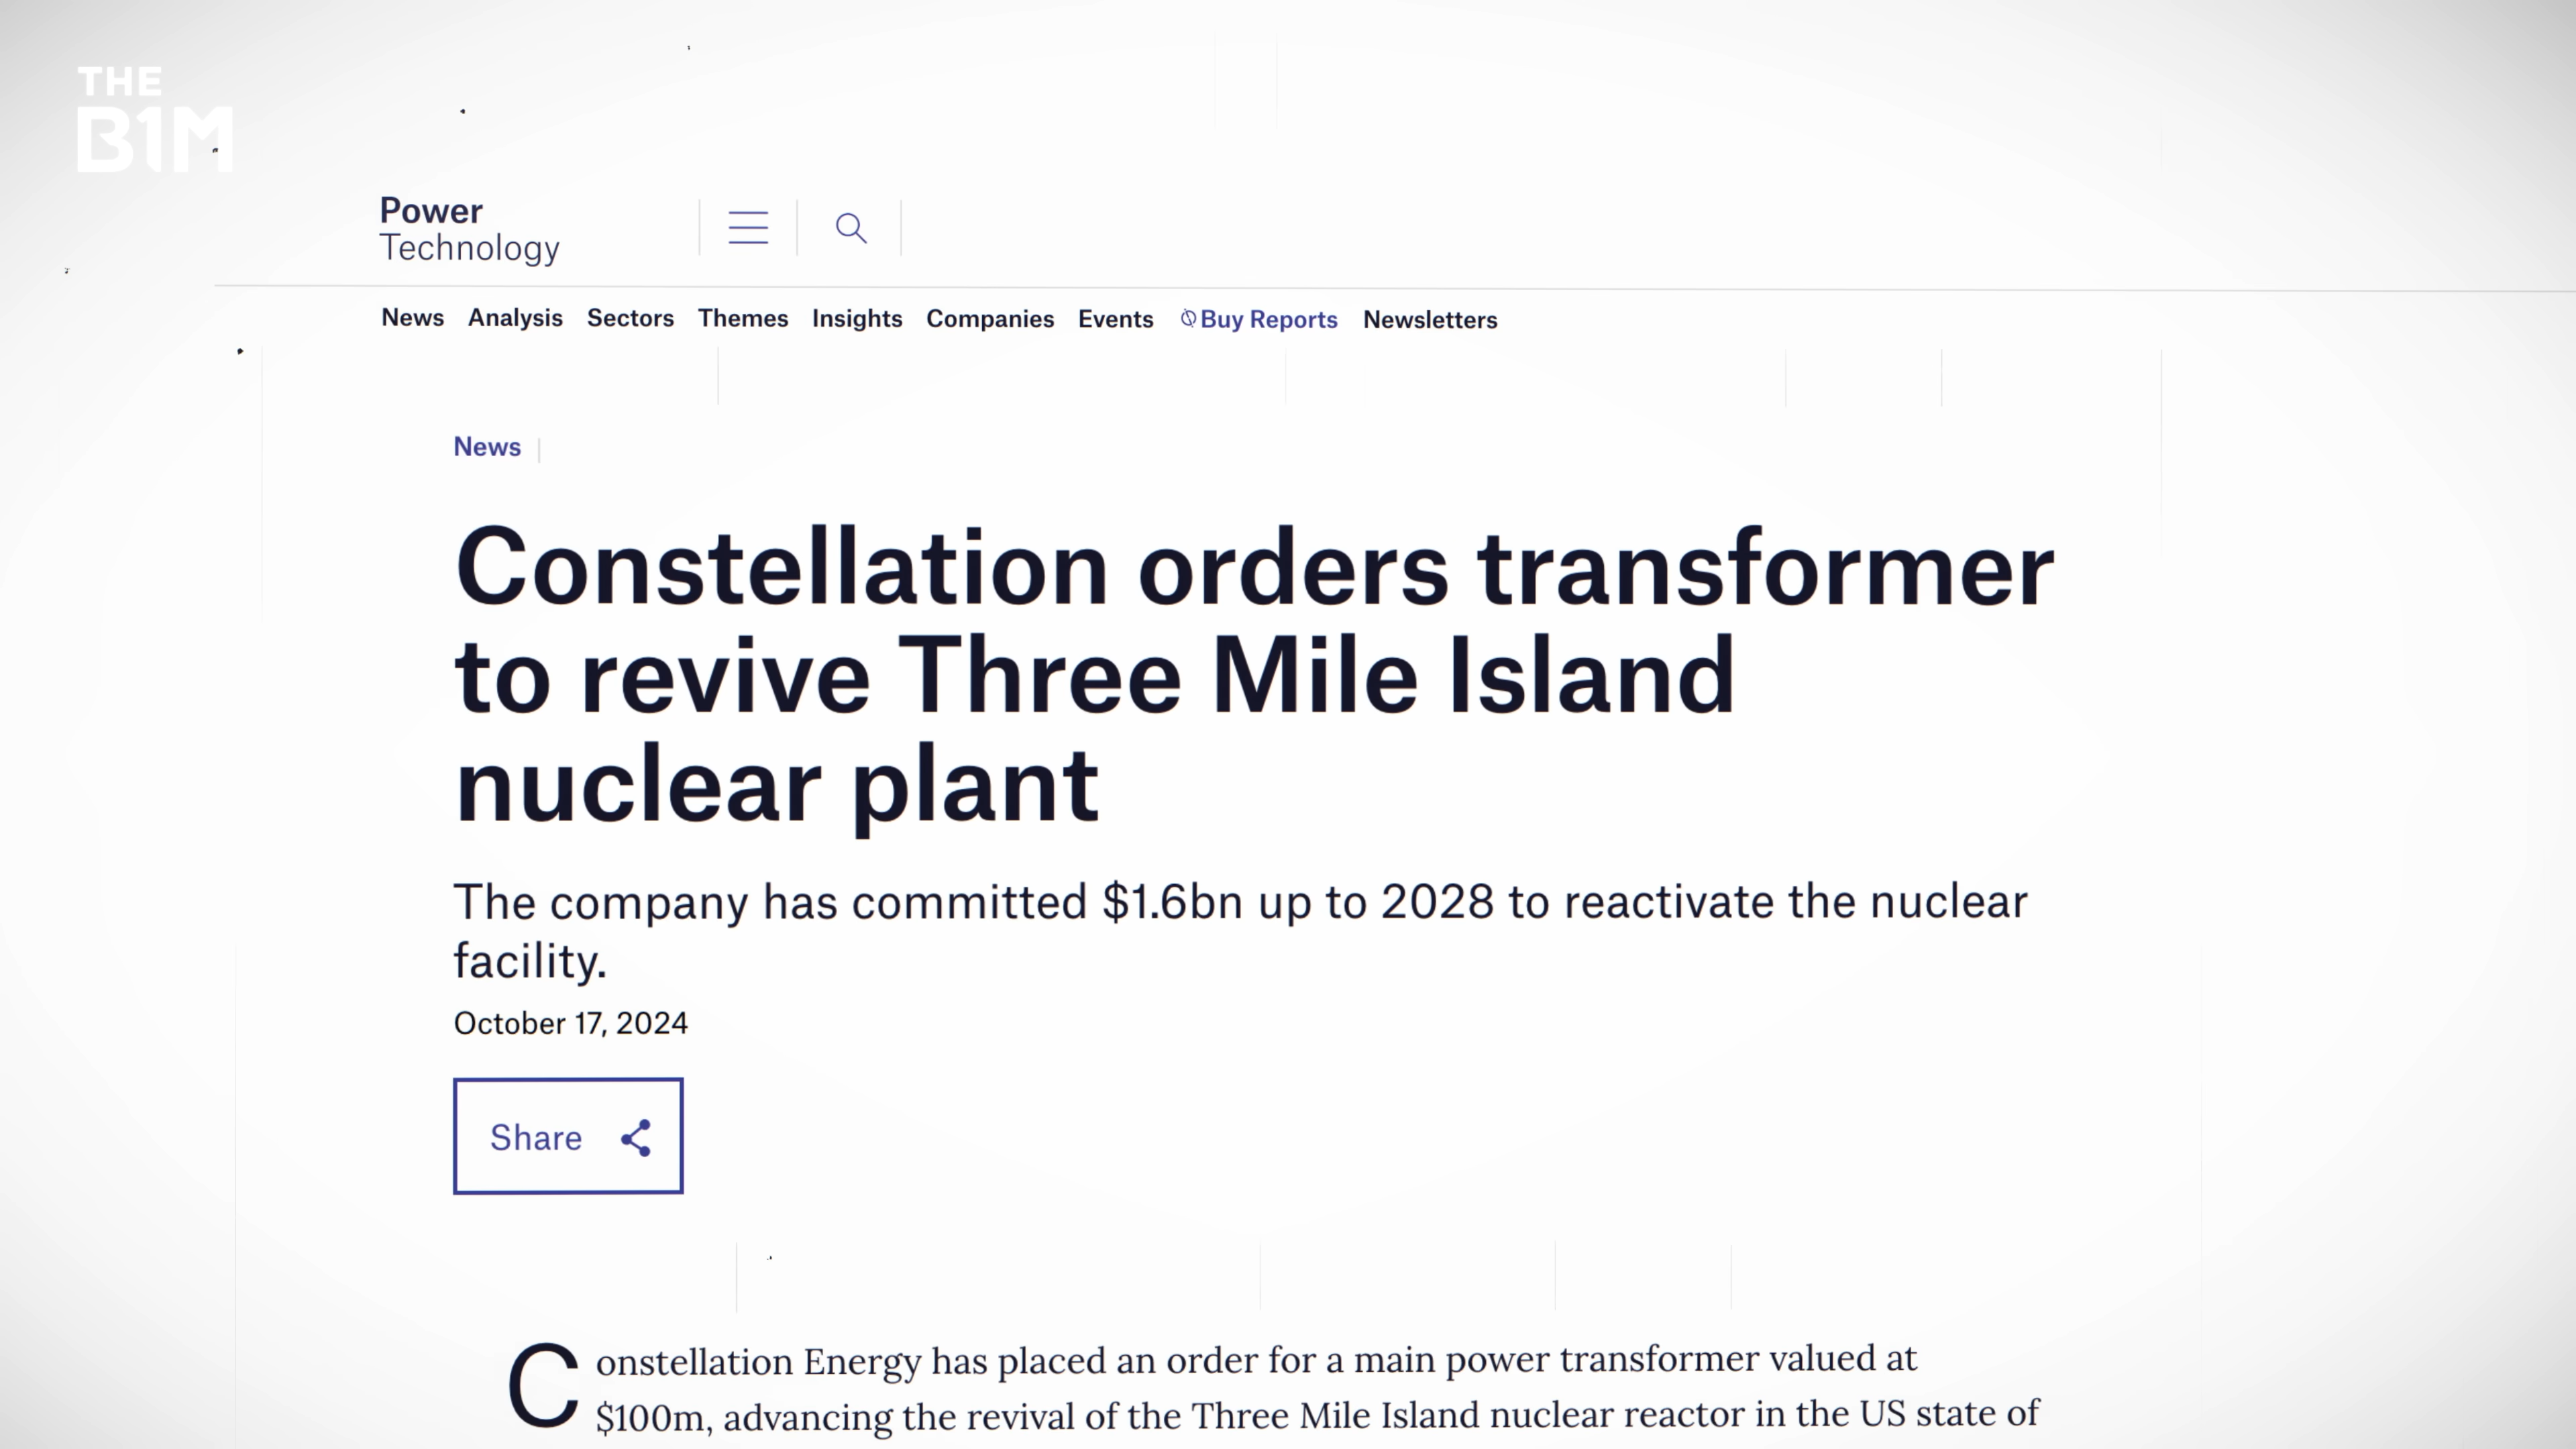 THE
B1M
Power
Technology
News Analysis Sectors Themes Insights Companies Events Buy Reports Newsletters
News
Constellation orders transformer
to revive Three Mile Island
nuclear plant
The company has committed $1.6bn up to 2028 to reactivate the nuclear
facility.
October 17, 2024
Share
Constellation Energy has placed an order for a main power transformer valued at
$100m, advancing the revival of the Three Mile Island nuclear reactor in the US state of